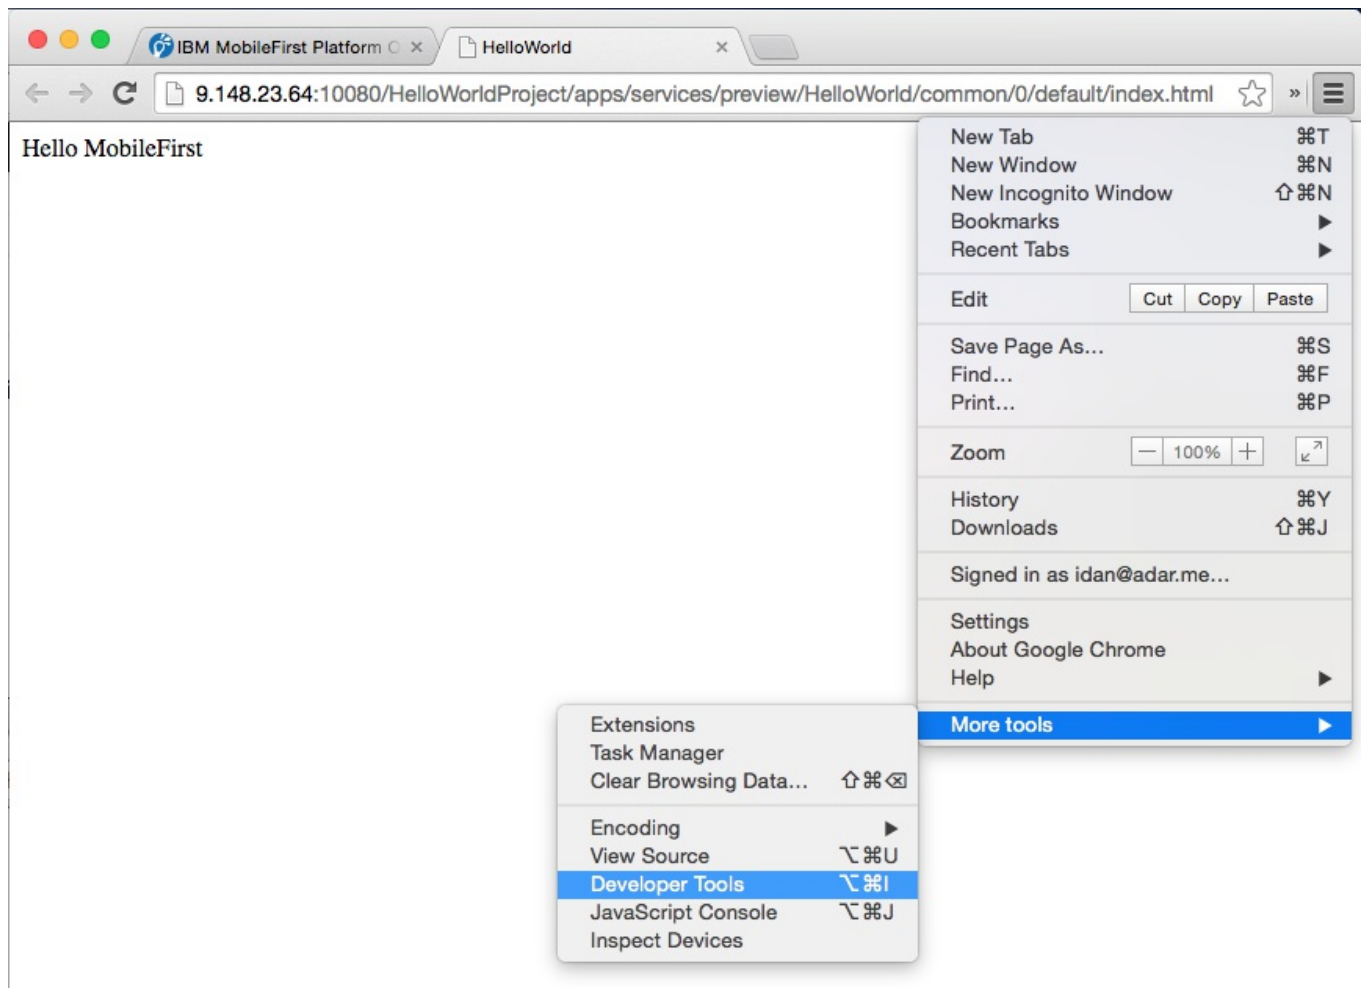 IBM MobileFirst Platform O
HelloWorld
9.148.23.64:10080/HelloWorldProject/apps/services/preview/HelloWorld/common/0/default/index.html
Hello MobileFirst
New Tab ⌘T
New Window ⌘N
New Incognito Window ⇧⌘N
Bookmarks ▶
Recent Tabs ▶
Edit Cut Copy Paste
Save Page As... ⌘S
Find... ⌘F
Print... ⌘P
Zoom − 100% +
History ⌘Y
Downloads ⇧⌘J
Signed in as idan@adar.me...
Settings
About Google Chrome
Help ▶
More tools ▶
Extensions
Task Manager
Clear Browsing Data... ⇧⌘⌫
Encoding ▶
View Source ⌥⌘U
Developer Tools ⌥⌘I
JavaScript Console ⌥⌘J
Inspect Devices